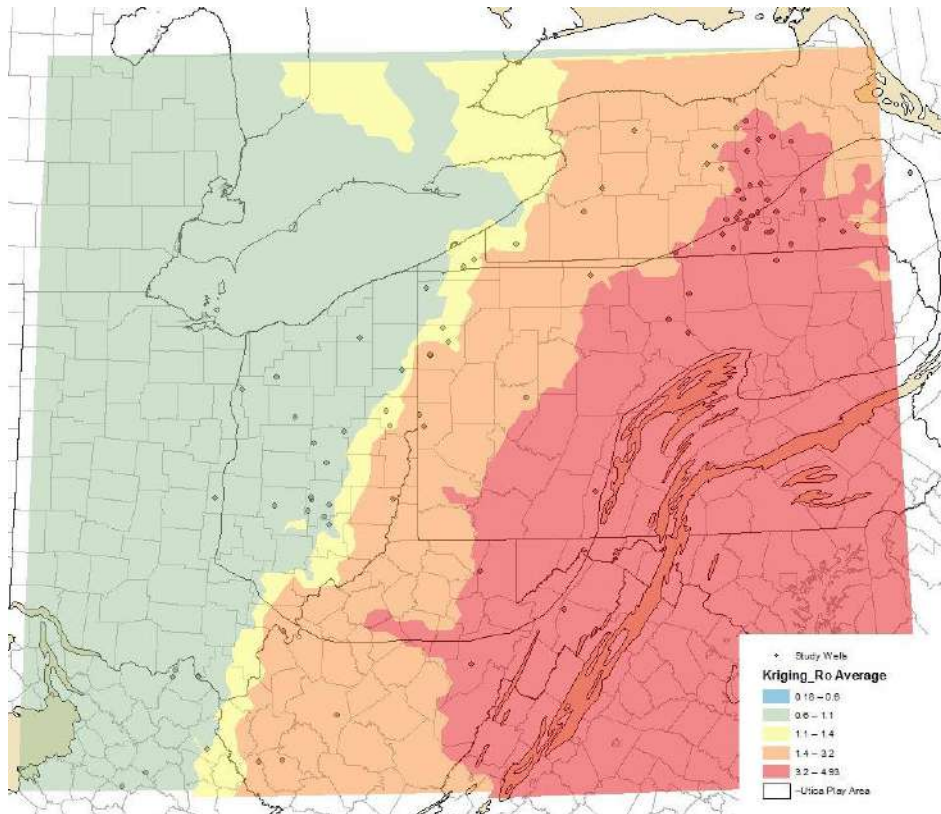 Study Wells
Kriging_Ro Average
0.18 – 0.6
0.6 – 1.1
1.1 – 1.4
1.4 – 3.2
3.2 – 4.93
~Utica Play Area